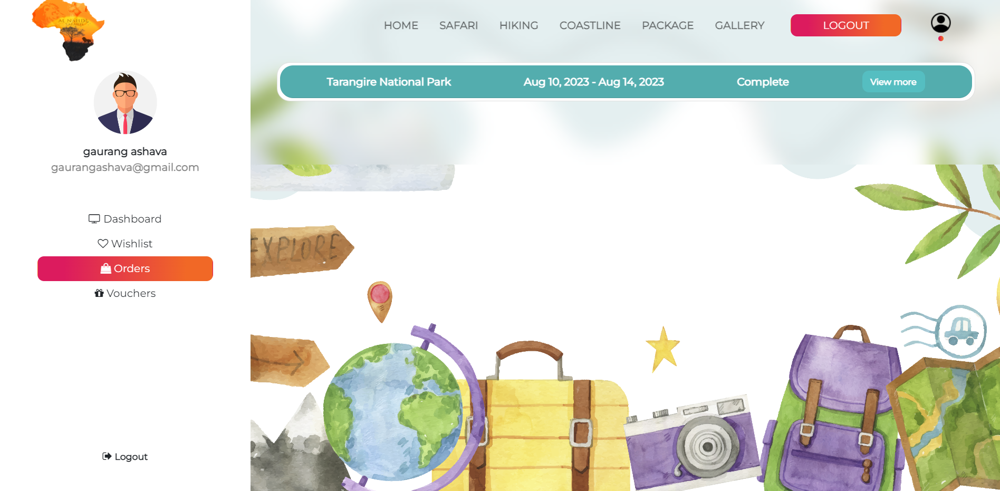 AL NAHDI
SAFARIS
HOME SAFARI HIKING COASTLINE PACKAGE GALLERY LOGOUT
Tarangire National Park Aug 10, 2023 - Aug 14, 2023 Complete View more
gaurang ashava
gaurangashava@gmail.com
Dashboard
Wishlist
Orders
Vouchers
Logout
EXPLORE